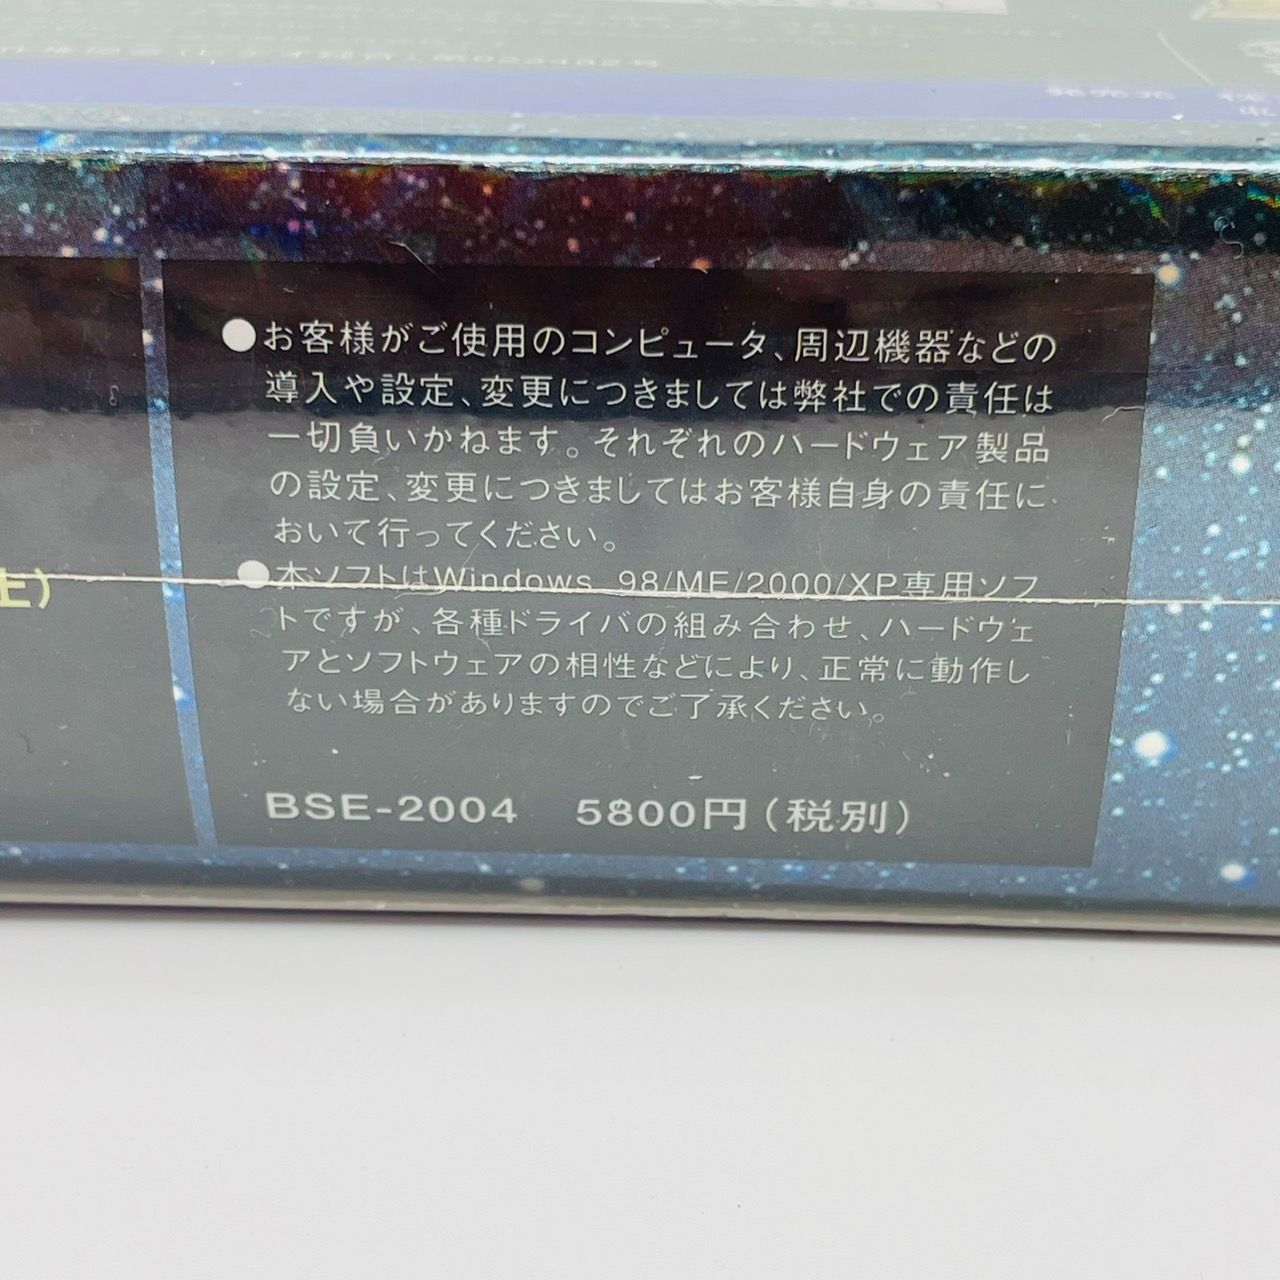 ●お客様がご使用のコンピュータ、周辺機器などの
導入や設定、変更につきましては弊社での責任は
一切負いかねます。それぞれのハードウェア製品
の設定、変更につきましてはお客様自身の責任に
おいて行ってください。
●本ソフトはWindows 98/ME/2000/XP専用ソフ
トですが、各種ドライバの組み合わせ、ハードウェ
アとソフトウェアの相性などにより、正常に動作し
ない場合がありますのでご了承ください。
上)
BSE-2004 5800円(税別)